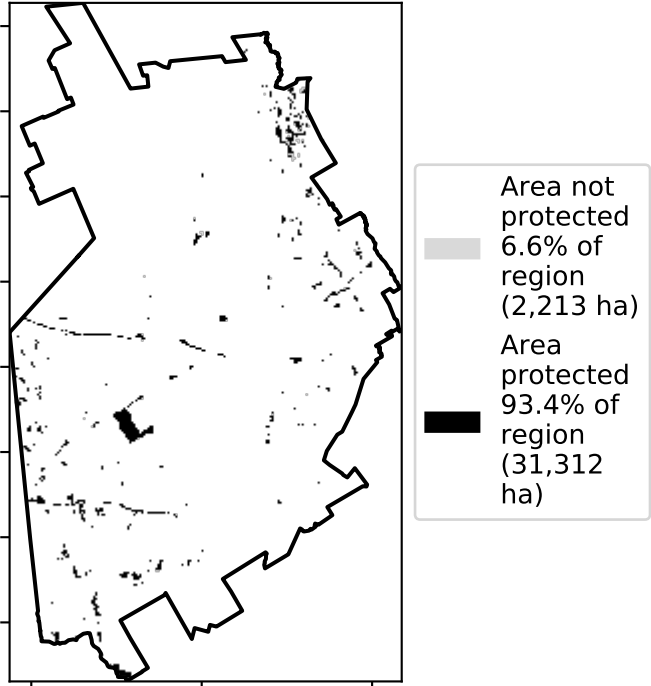 Area not
protected
6.6% of
region
(2,213 ha)
Area
protected
93.4% of
region
(31,312
ha)